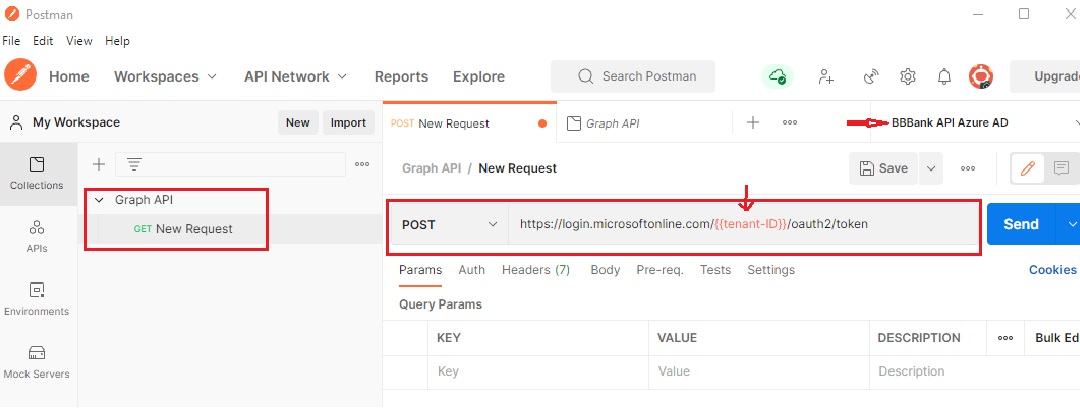 Postman
File Edit View Help
Home Workspaces API Network Reports Explore Search Postman Upgrade
My Workspace New Import POST New Request Graph API BBBank API Azure AD
Collections
Graph API
GET New Request
APIs
Environments
Mock Servers
Graph API / New Request Save
POST https://login.microsoftonline.com/{{tenant-ID}}/oauth2/token Send
Params Auth Headers (7) Body Pre-req. Tests Settings Cookies
Query Params
KEY VALUE DESCRIPTION Bulk Ed
Key Value Description